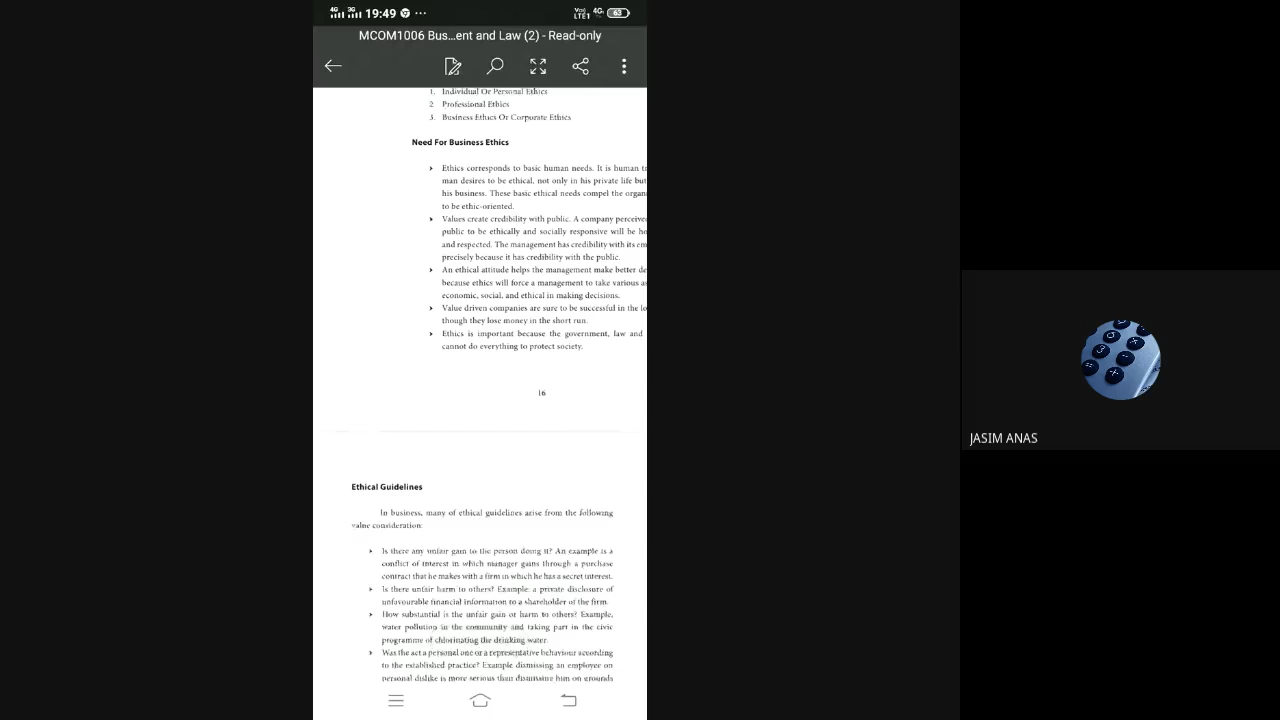 19:49
63
MCOM1006 Bus...ent and Law (2) - Read-only
1. Individual Or Personal Ethics
2 Professional Ethics
3. Business Ethics Or Corporate Ethics
Need For Business Ethics
Ethics corresponds to basic human needs. It is human
man desires to be ethical, not only in his private life but
his business. These basic ethical needs compel the
to be ethic-oriented.
Values create credibility with public. A company
public to be ethically and socially responsive will be
and respected. The management has credibility with its
precisely because it has credibility with the public.
An ethical attitude helps the management make better
because ethics will force a management to take various
economic, social, and ethical in making decisions.
Value driven companies are sure to be successful in the
though they lose money in the short run.
Ethics is important because the government, law and
cannot do everything to protect society.
16
Ethical Guidelines
In business, many of ethical guidelines arise from the following
value consideration:
Is there any unfair gain to the person doing it? An example is a
conflict of interest in which manager gains through a purchase
contract that he makes with a firm in which he has a secret interest.
Is there unfair harm to others? Example: a private disclosure of
unfavourable financial information to a shareholder of the firm.
How substantial is the unfair gain or harm to others? Example,
water pollution in the community and taking part in the civic
programme of chlorinating the drinking water.
Was the act a personal one or a representative behaviour according
to the established practice? Example dismissing an employee on
personal dislike is more serious than dismissing him on grounds
JASIM ANAS